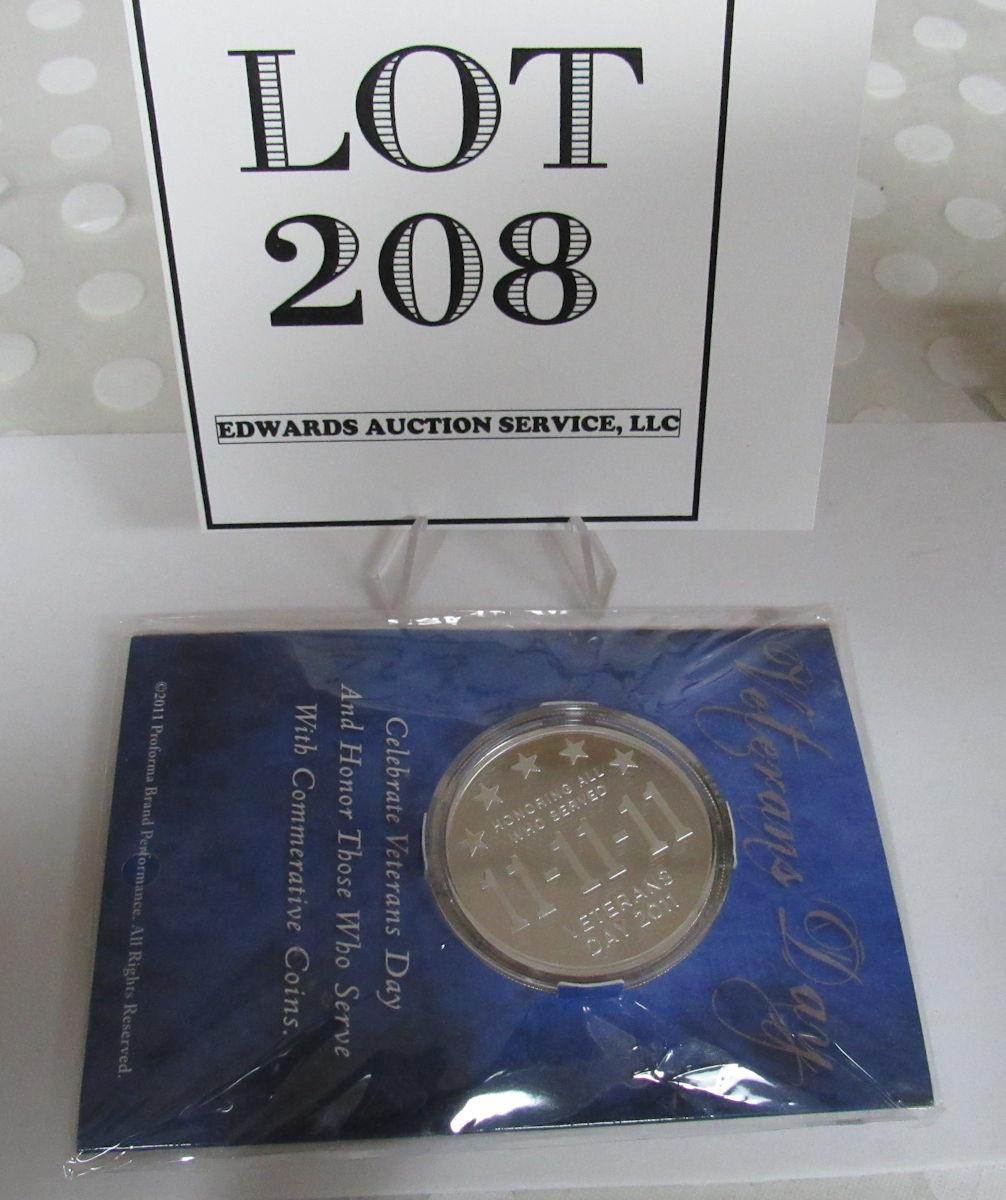 LOT
208
EDWARDS AUCTION SERVICE, LLC
Veterans Day
HONORING ALL
WHO SERVED
11-11-11
VETERANS
DAY 2011
Celebrate Veterans Day
And Honor Those Who Serve
With Commerative Coins.
©2011 Proforma Brand Performance. All Rights Reserved.